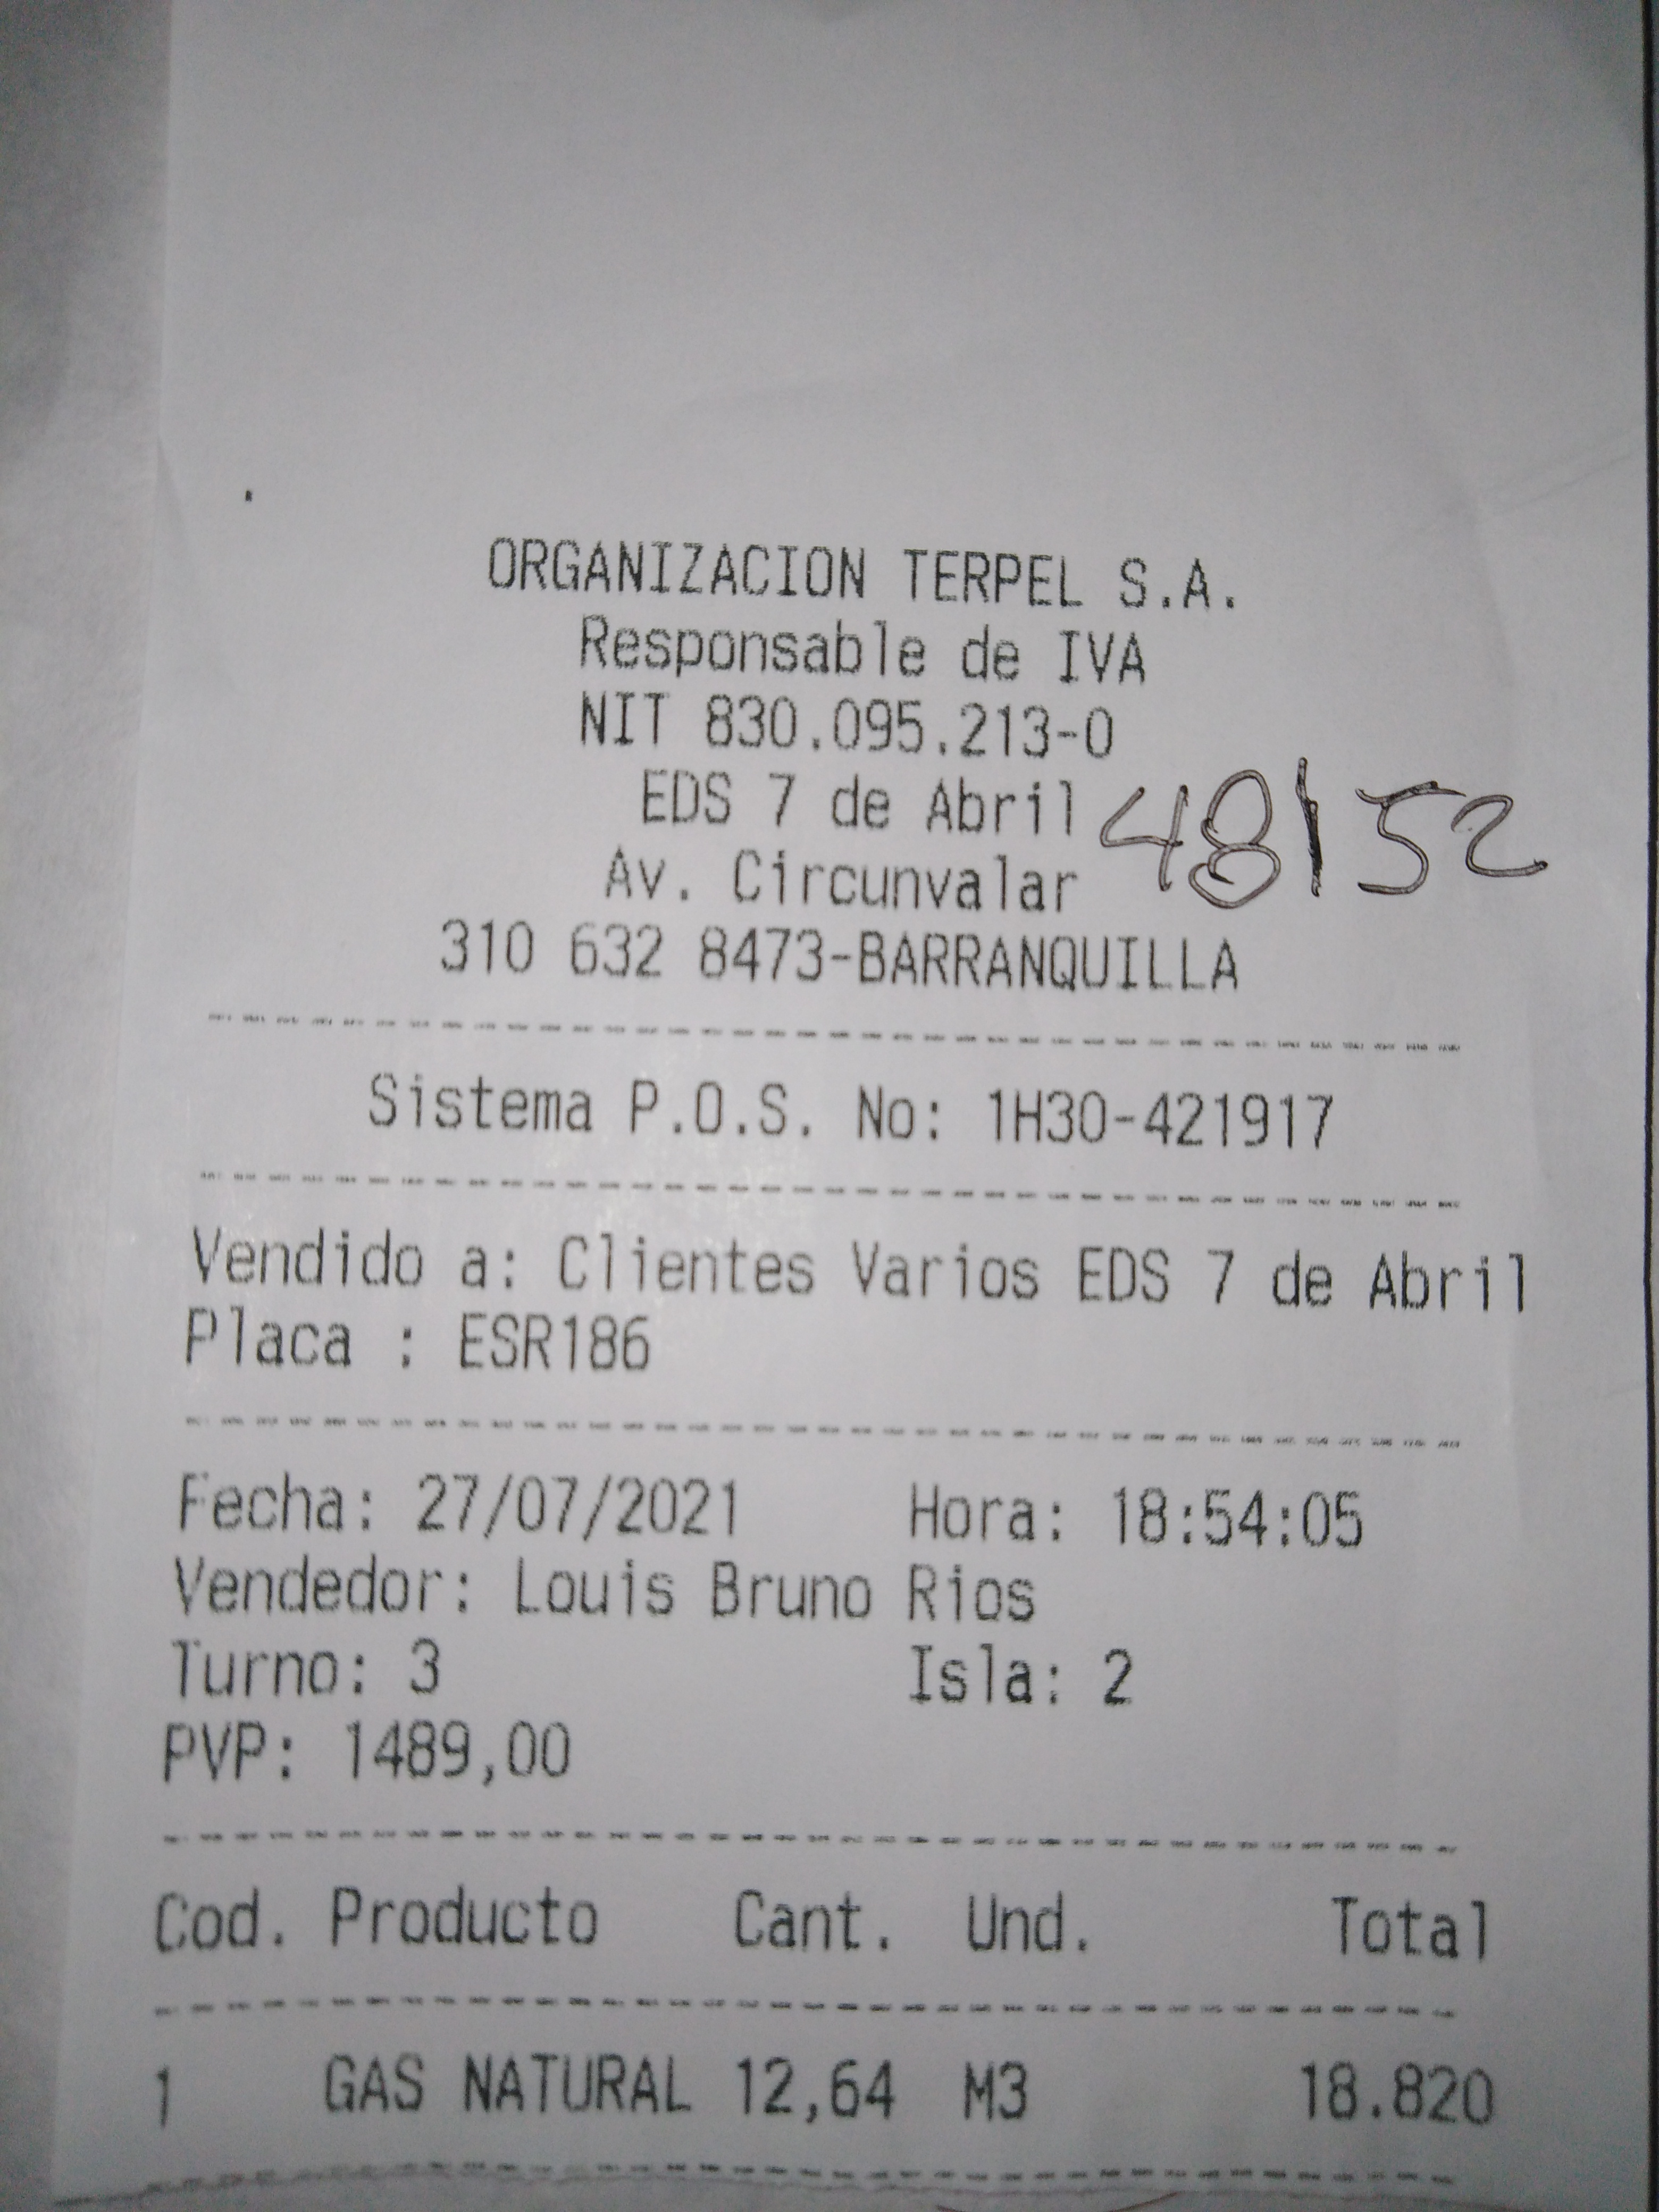 ORGANIZACION TERPEL S.A.
Responsable de IVA
NIT 830.095.213-0
EDS 7 de Abril
48152
Av. Circunvalar
310 632 8473-BARRANQUILLA
Sistema P.O.S. No: 1H30-421917
Vendido a: Clientes Varios EDS 7 de Abril
Placa : ESR186
Fecha: 27/07/2021 Hora: 18:54:05
Vendedor: Louis Bruno Rios
Turno: 3 Isla: 2
PVP: 1489,00
Cod. Producto Cant. Und. Total
1 GAS NATURAL 12,64 M3 18.820